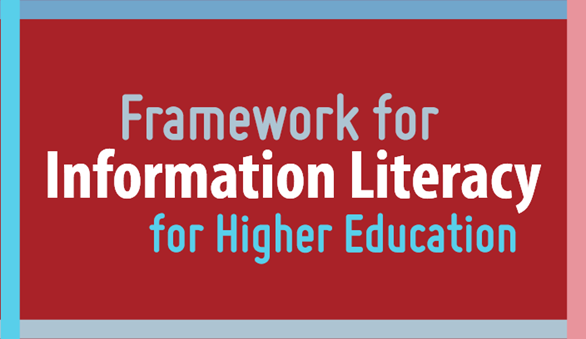 Framework for
Information Literacy
for Higher Education